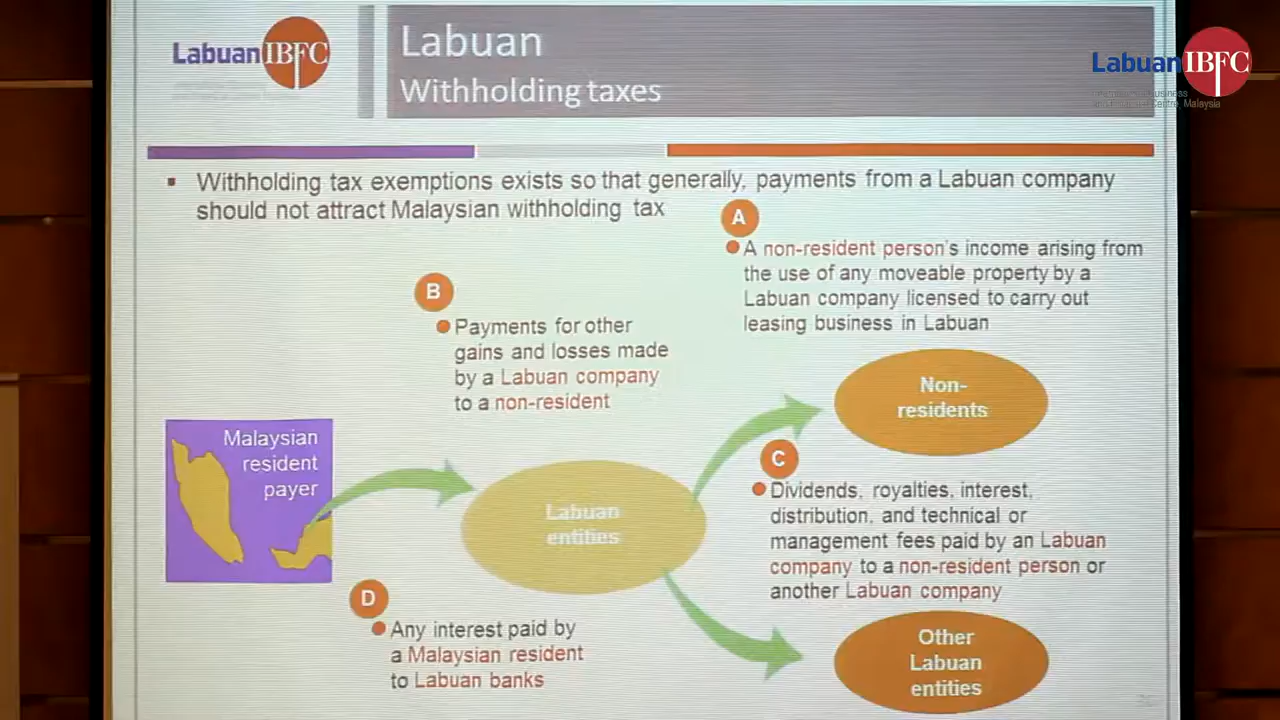 Labuan IBFC
Labuan
Withholding taxes
Labuan IBFC
Withholding tax exemptions exists so that generally, payments from a Labuan company
should not attract Malaysian withholding tax
A
A non-resident person's income arising from
the use of any moveable property by a
Labuan company licensed to carry out
leasing business in Labuan
B
Payments for other
gains and losses made
by a Labuan company
to a non-resident
Non-
residents
Malaysian
resident
payer
Labuan
entities
C
Dividends, royalties, interest,
distribution, and technical or
management fees paid by an Labuan
company to a non-resident person or
another Labuan company
D
Any interest paid by
a Malaysian resident
to Labuan banks
Other
Labuan
entities